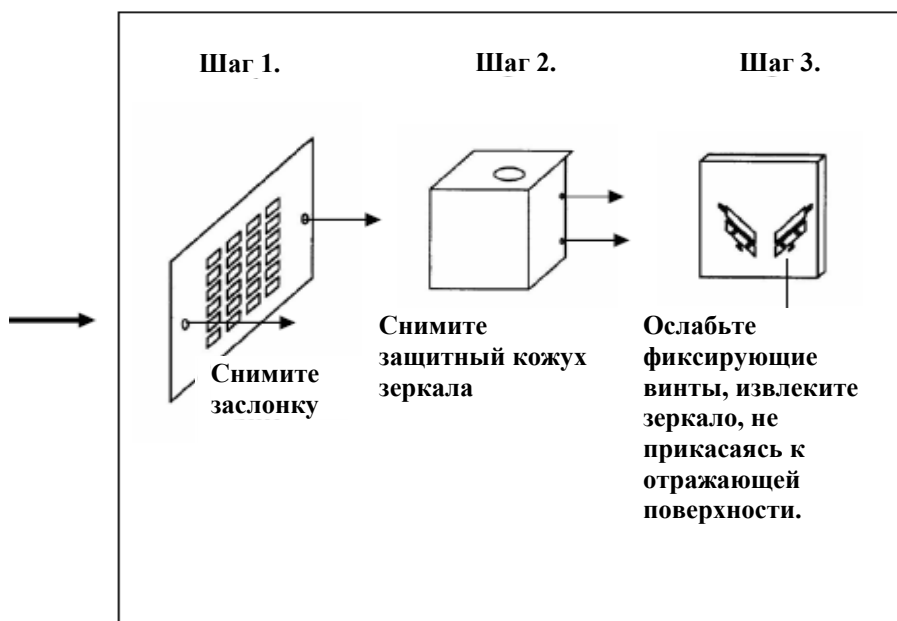 Шаг 1.
Снимите
заслонку
Шаг 2.
Снимите
защитный кожух
зеркала
Шаг 3.
Ослабьте
фиксирующие
винты, извлеките
зеркало, не
прикасаясь к
отражающей
поверхности.